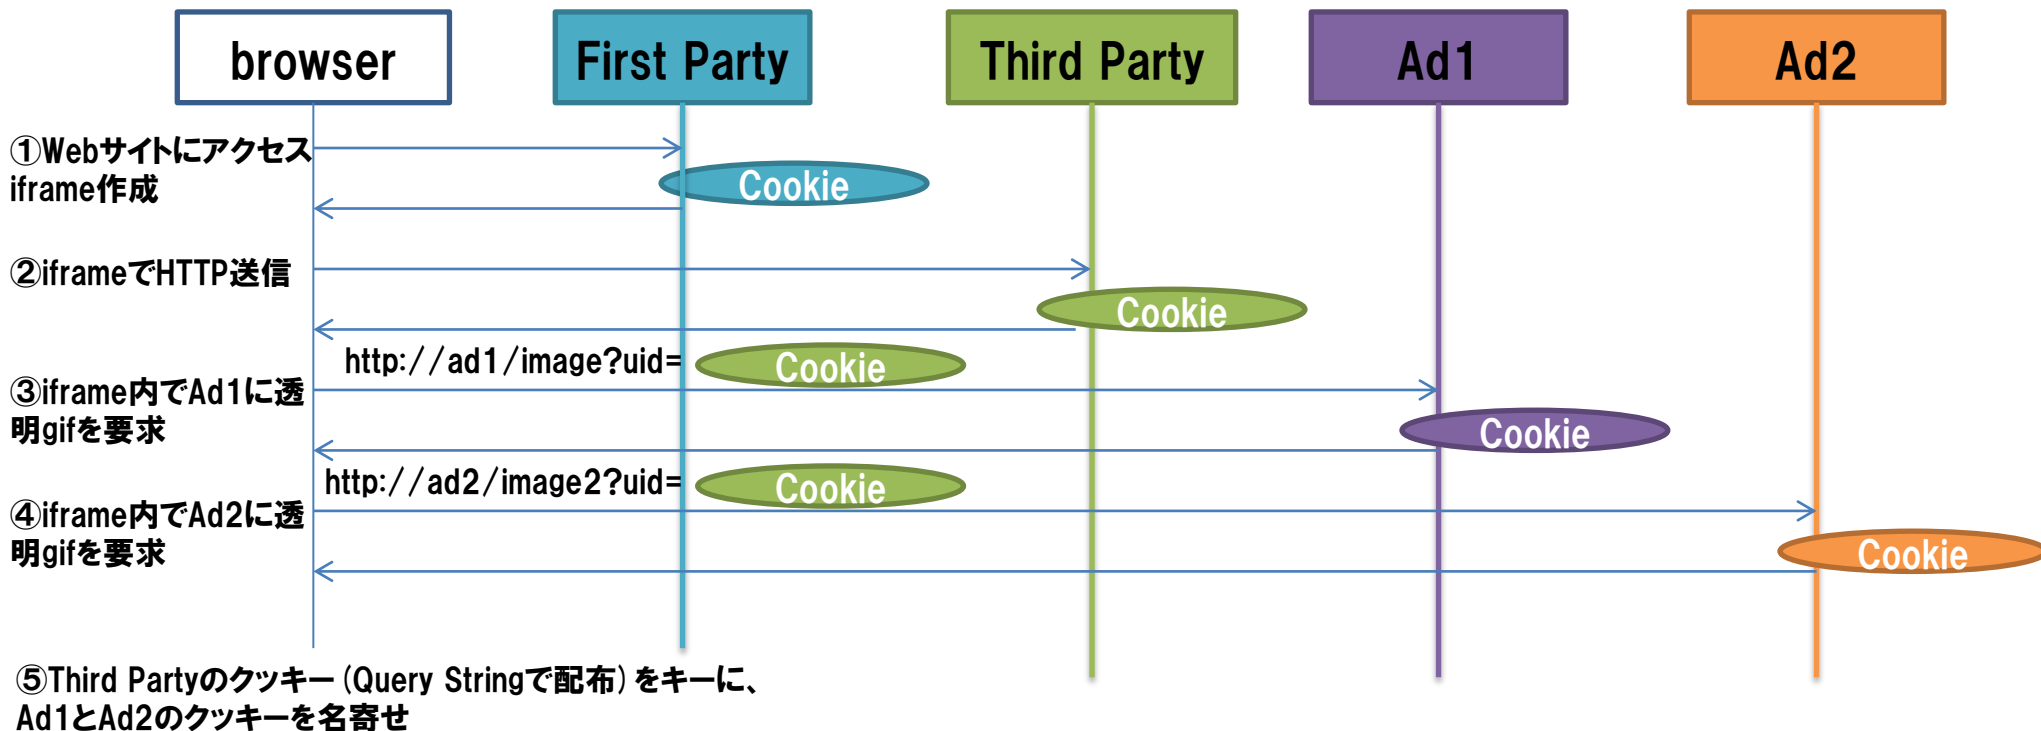 browser
First Party
Third Party
Ad1
Ad2
①Webサイトにアクセス
iframe作成
Cookie
②iframeでHTTP送信
Cookie
http://ad1/image?uid=
Cookie
③iframe内でAd1に透
明gifを要求
Cookie
http://ad2/image2?uid=
Cookie
④iframe内でAd2に透
明gifを要求
Cookie
⑤Third Partyのクッキー(Query Stringで配布)をキーに、
Ad1とAd2のクッキーを名寄せ